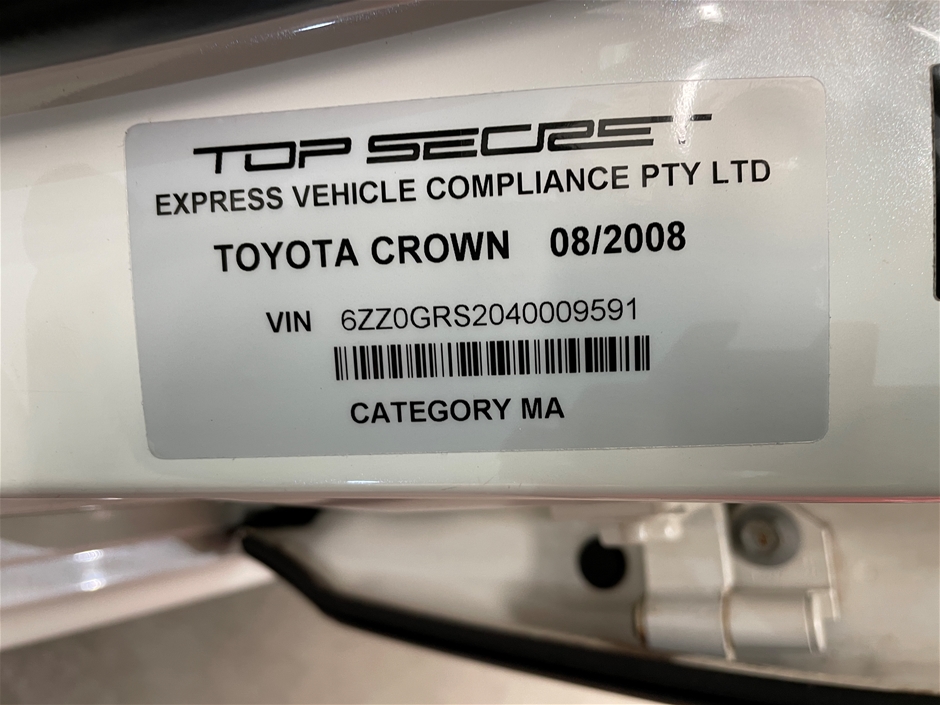 TOP SECRET
EXPRESS VEHICLE COMPLIANCE PTY LTD
TOYOTA CROWN 08/2008
VIN 6ZZ0GRS2040009591
CATEGORY MA